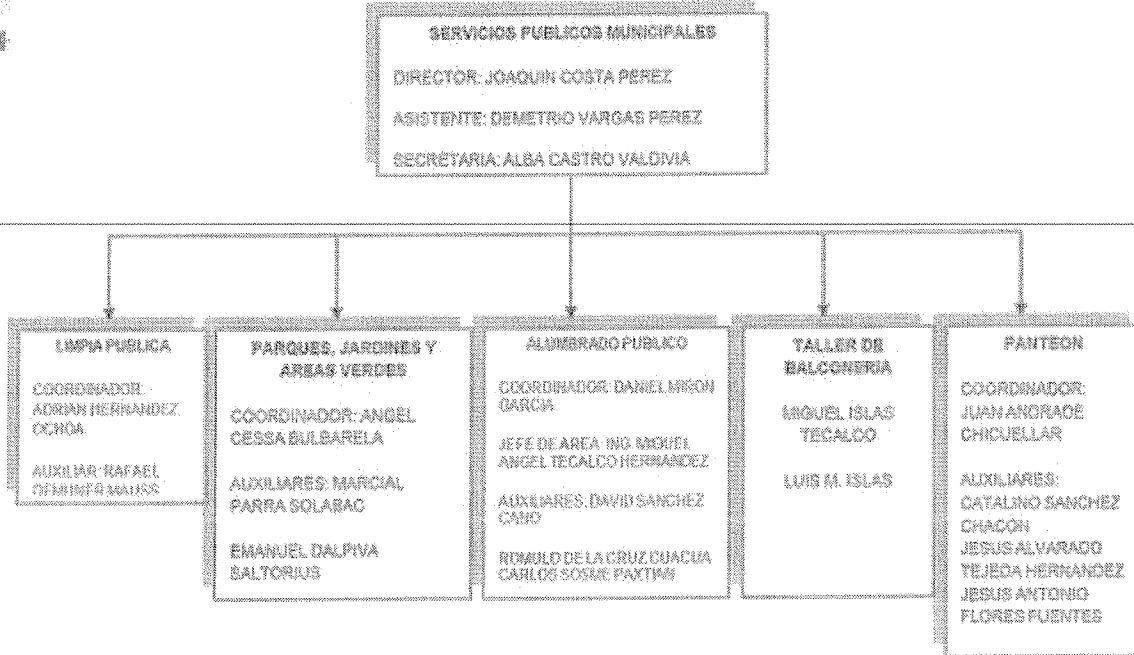 SERVICIOS PUBLICOS MUNICIPALES
DIRECTOR: JOAQUIN COSTA PEREZ
ASISTENTE: DEMETRIO VARGAS PEREZ
SECRETARIA: ALBA CASTRO VALDIVIA
LIMPIA PUBLICA
COORDINADOR:
ADRIAN HERNANDEZ
OCHOA
AUXILIAR: RAFAEL
PARQUES, JARDINES Y
AREAS VERDES
COORDINADOR: ANGEL
CESSA BULBARELA
AUXILIARES: MARCIAL
PARRA SOLABAC
EMANUEL DALPIVA
SALTORIUS
ALUMBRADO PUBLICO
COORDINADOR: DANIEL MIRON
GARCIA
JEFE DE AREA ING. MIGUEL
ANGEL TECALCO HERNANDEZ
AUXILIARES: DAVID SANCHEZ
CANO
ROMULO DE LA CRUZ CUACUA
CARLOS SOSME PAXTIAN
TALLER DE
BALCONERIA
MIGUEL ISLAS
TECALCO
LUIS M. ISLAS
PANTEON
COORDINADOR:
JUAN ANDRADE
CHICUELLAR
AUXILIARES:
CATALINO SANCHEZ
CHACON
JESUS ALVARADO
TEJEDA HERNANDEZ
JESUS ANTONIO
FLORES FUENTES